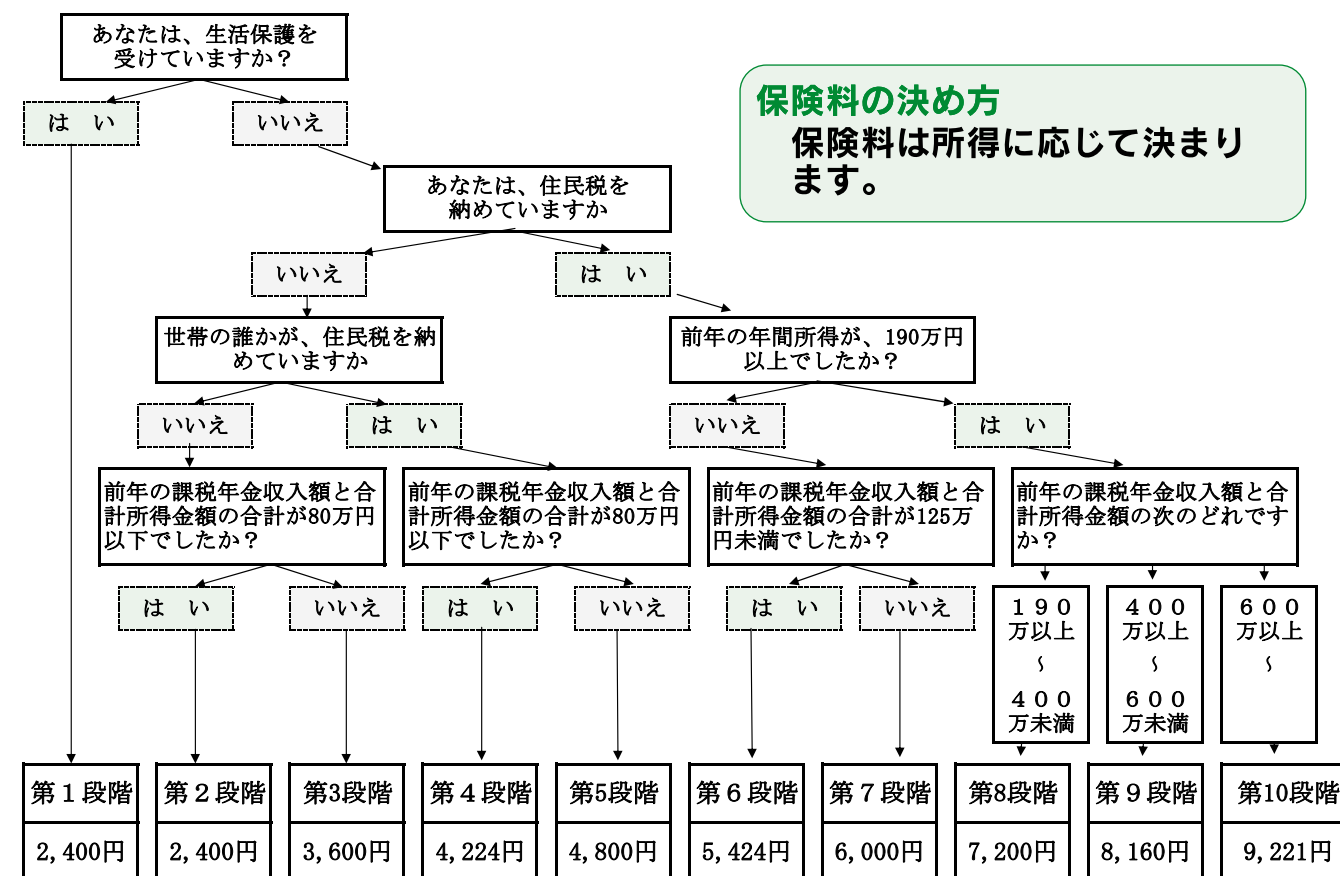 あなたは、生活保護を
受けていますか？
は　い
いいえ
保険料の決め方
保険料は所得に応じて決まり
ます。
あなたは、住民税を
納めていますか
いいえ
は　い
世帯の誰かが、住民税を納
めていますか
前年の年間所得が、190万円
以上でしたか？
いいえ
は　い
いいえ
は　い
前年の課税年金収入額と合
計所得金額の合計が80万円
以下でしたか？
前年の課税年金収入額と合
計所得金額の合計が80万円
以下でしたか？
前年の課税年金収入額と合
計所得金額の合計が125万
円未満でしたか？
前年の課税年金収入額と合
計所得金額の次のどれです
か？
は　い
いいえ
は　い
いいえ
は　い
いいえ
１９０
万以上
～
４００
万未満
４００
万以上
～
６００
万未満
６００
万以上
～
第１段階
第２段階
第3段階
第４段階
第5段階
第６段階
第７段階
第8段階
第９段階
第10段階
2,400円
2,400円
3,600円
4,224円
4,800円
5,424円
6,000円
7,200円
8,160円
9,221円